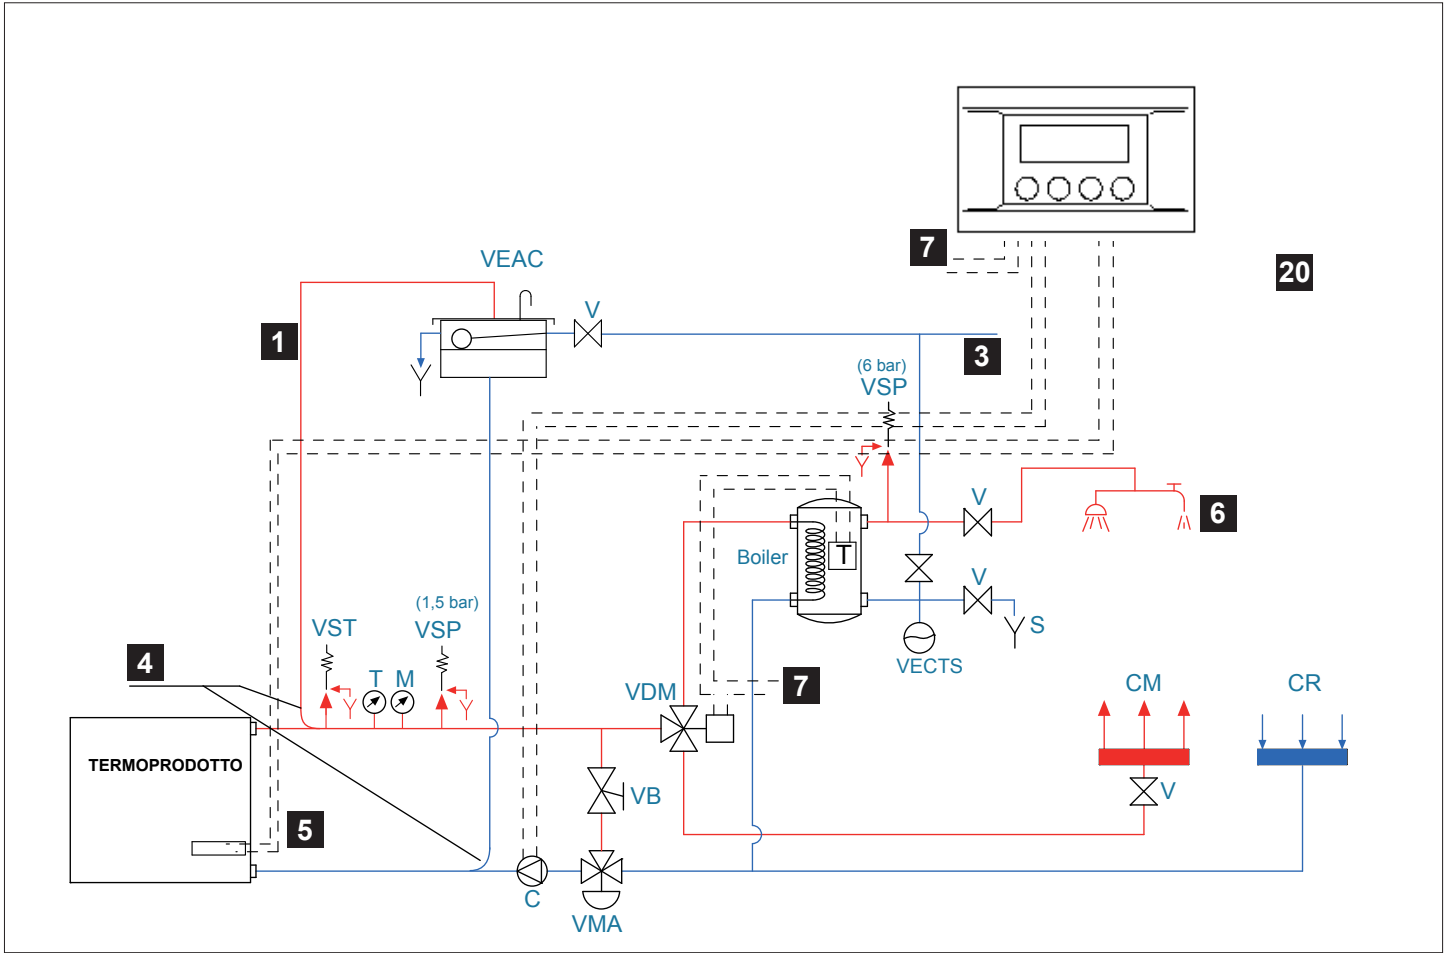 7
20
VEAC
V
1
3
(6 bar)
VSP
V
6
Boiler
T
V
(1,5 bar)
VST
VSP
S
4
T M
VECTS
7
VDM
CM
CR
TERMOPRODOTTO
VB
V
5
C
VMA